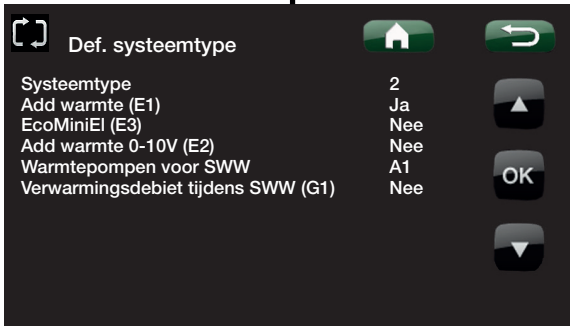 Def. systeemtype
Systeemtype 2
Add warmte (E1) Ja
EcoMiniEl (E3) Nee
Add warmte 0-10V (E2) Nee
Warmtepompen voor SWW A1
Verwarmingsdebiet tijdens SWW (G1) Nee
OK